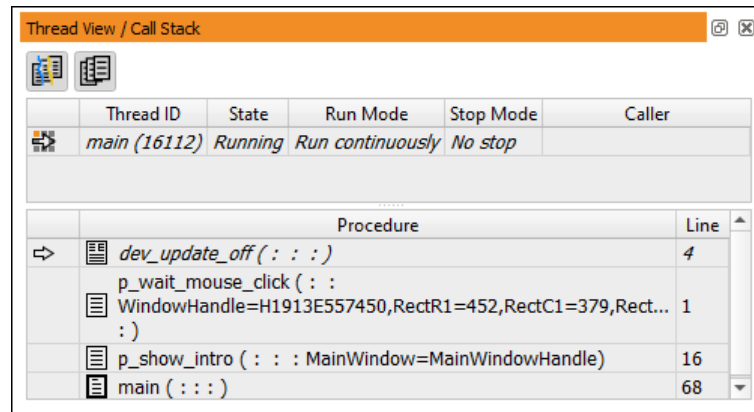 Thread View / Call Stack
Thread ID State Run Mode Stop Mode Caller
main (16112) Running Run continuously No stop
Procedure Line
dev_update_off ( : : : ) 4
p_wait_mouse_click ( : :
WindowHandle=H1913E557450,RectR1=452,RectC1=379,Rect... 1
: )
p_show_intro ( : : : MainWindow=MainWindowHandle) 16
main ( : : : ) 68